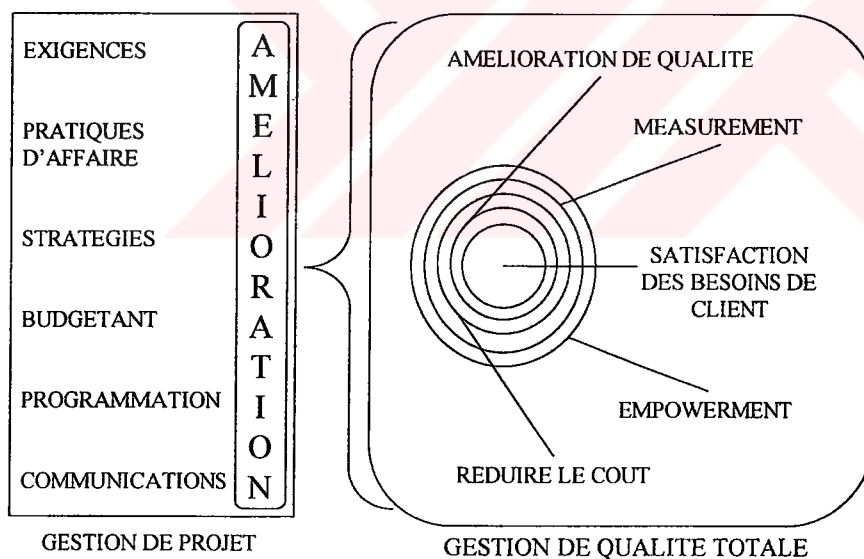 EXIGENCES
PRATIQUES
D'AFFAIRE
STRATEGIES
BUDGETANT
PROGRAMMATION
COMMUNICATIONS
A
M
E
L
I
O
R
A
T
I
O
N
GESTION DE PROJET
AMELIORATION DE QUALITE
MEASUREMENT
SATISFACTION
DES BESOINS DE
CLIENT
EMPOWERMENT
REDUIRE LE COUT
GESTION DE QUALITE TOTALE